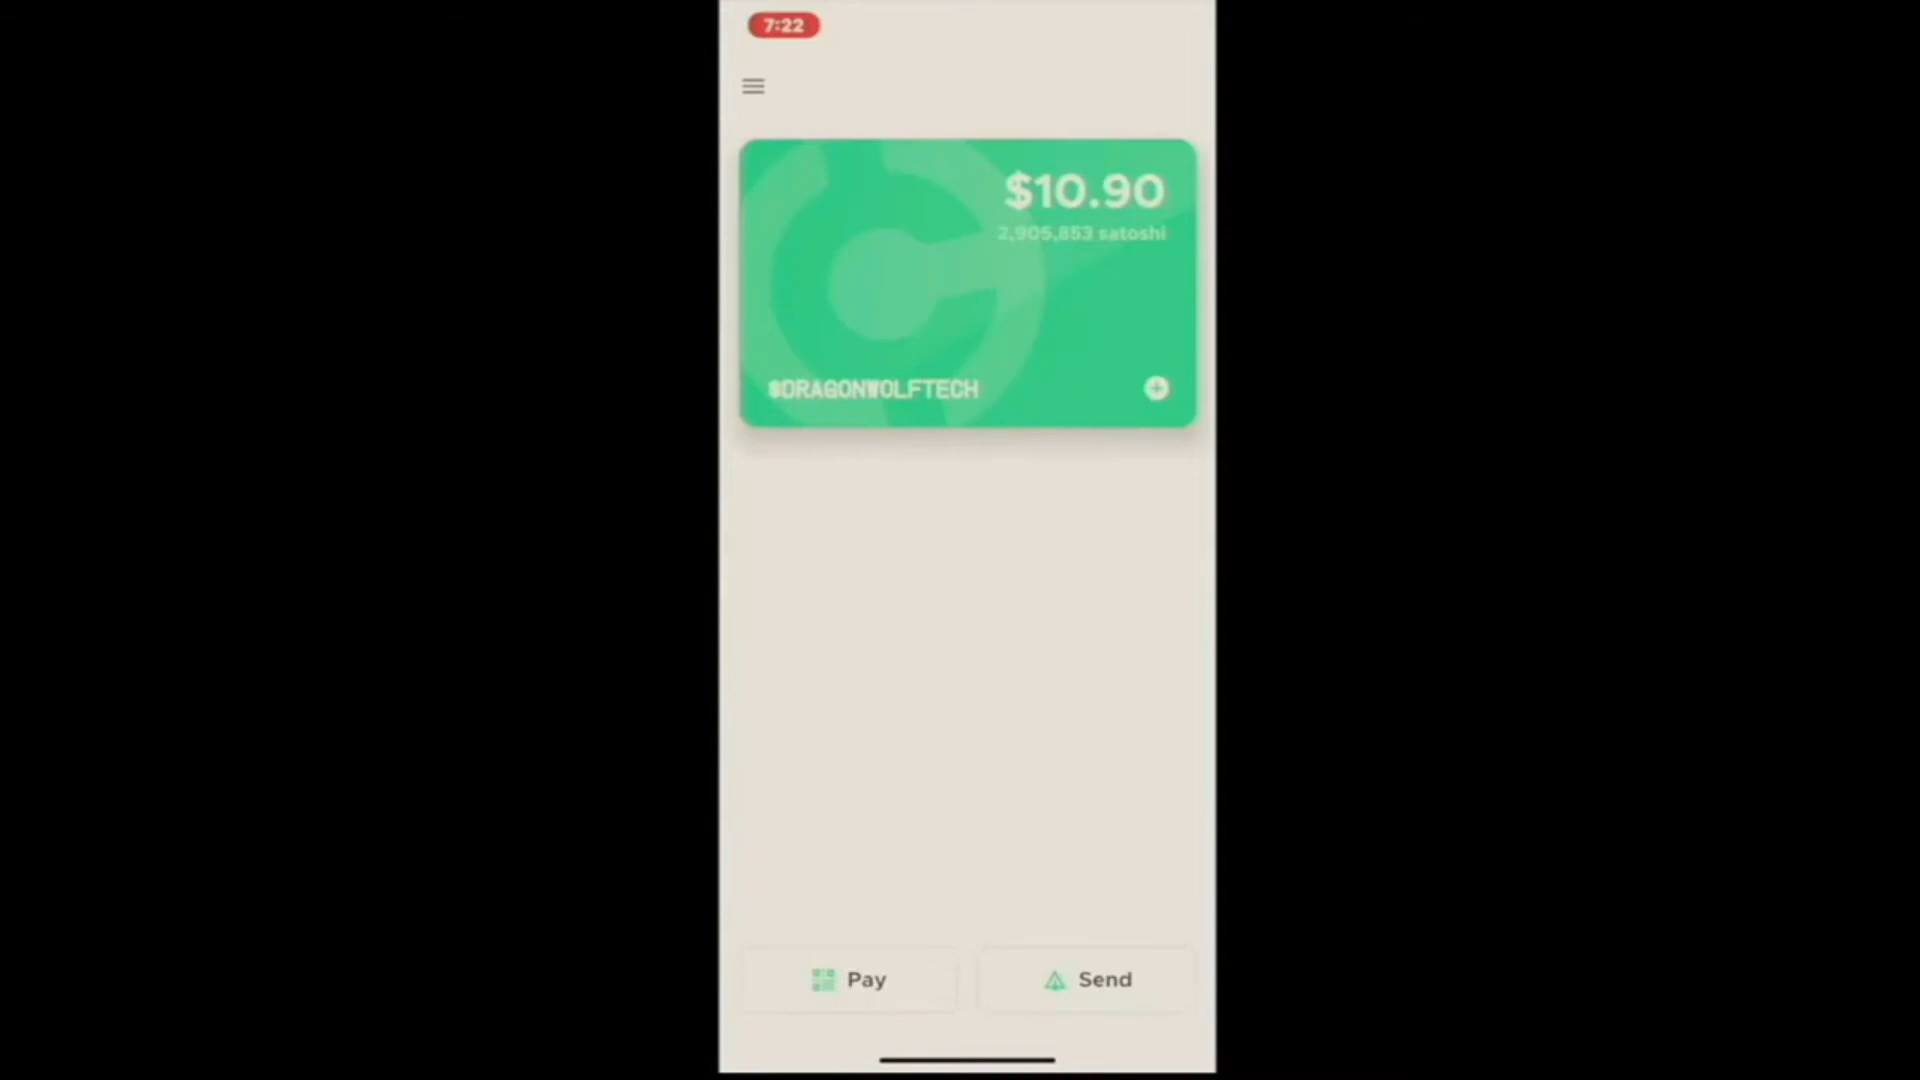 7:22
$10.90
2,905,853 satoshi
$DRAGONWOLFTECH
Pay
Send